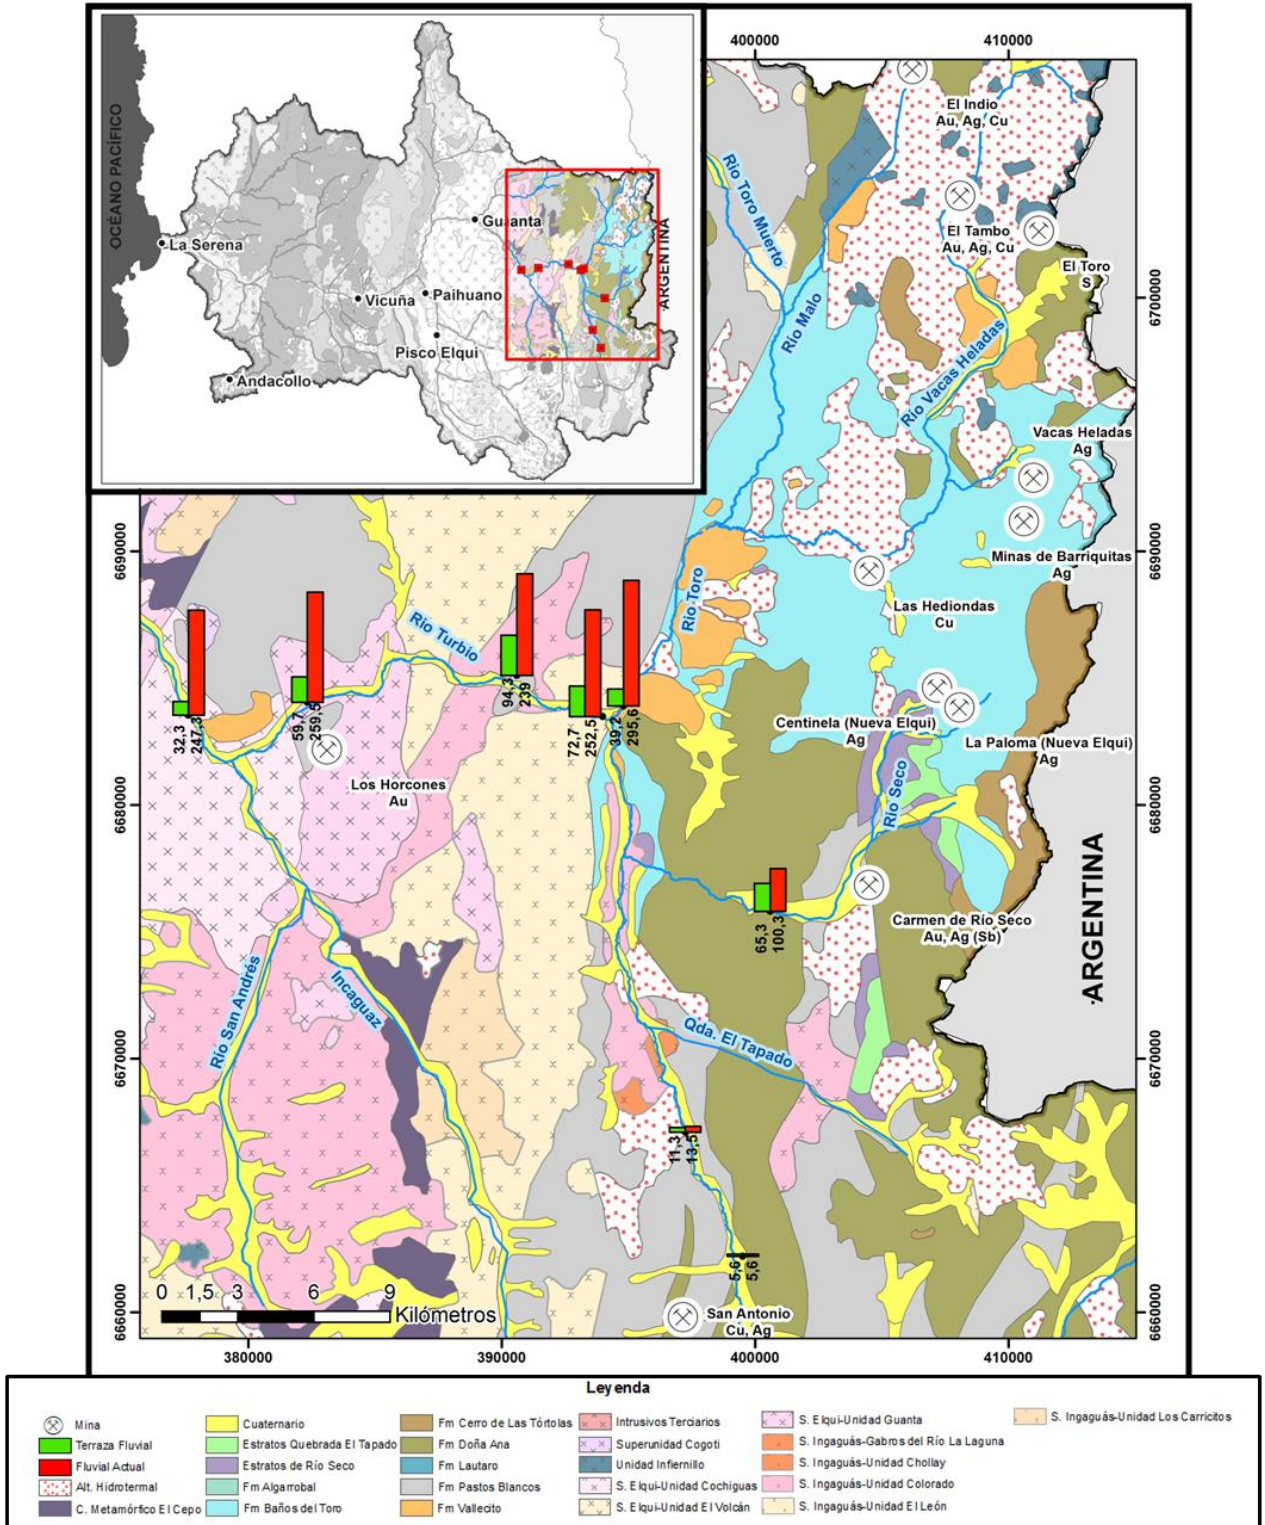 OCÉANO PACÍFICO
La Serena
Guanta
Vicuña
Paihuano
Pisco Elqui
Andacollo
ARGENTINA
400000
410000
El Indio
Au, Ag, Cu
Río Toro Muerto
El Tambo
Au, Ag, Cu
El Toro
S
6700000
Río Malo
Río Vacas Heladas
Vacas Heladas
Ag
6690000
6690000
Minas de Barriquitas
Ag
Río Toro
Las Hediondas
Cu
Río Turbio
32,3
247,3
59,7
259,5
94,3
239
72,7
252,5
39,2
295,6
Centinela (Nueva Elqui)
Ag
La Paloma (Nueva Elqui)
Ag
Los Horcones
Au
Río Seco
6680000
6680000
65,3
100,3
Carmen de Río Seco
Au, Ag (Sb)
ARGENTINA
Río San Andrés
Incaguaz
Qda. El Tapado
6670000
6670000
11,3
13,5
5,6
5,6
0 1,5 3 6 9
Kilómetros
San Antonio
Cu, Ag
6660000
6660000
380000
390000
400000
410000
Leyenda
Mina
Terraza Fluvial
Fluvial Actual
Alt. Hidrotermal
C. Metamórfico El Cepo
Cuaternario
Estratos Quebrada El Tapado
Estratos de Río Seco
Fm Algarrobal
Fm Baños del Toro
Fm Cerro de Las Tórtolas
Fm Doña Ana
Fm Lautaro
Fm Pastos Blancos
Fm Vallecito
Intrusivos Terciarios
Superunidad Cogoti
Unidad Infiernillo
S. Elqui-Unidad Cochiguas
S. Elqui-Unidad El Volcán
S. Elqui-Unidad Guanta
S. Ingaguás-Gabros del Río La Laguna
S. Ingaguás-Unidad Chollay
S. Ingaguás-Unidad Colorado
S. Ingaguás-Unidad El León
S. Ingaguás-Unidad Los Carricitos